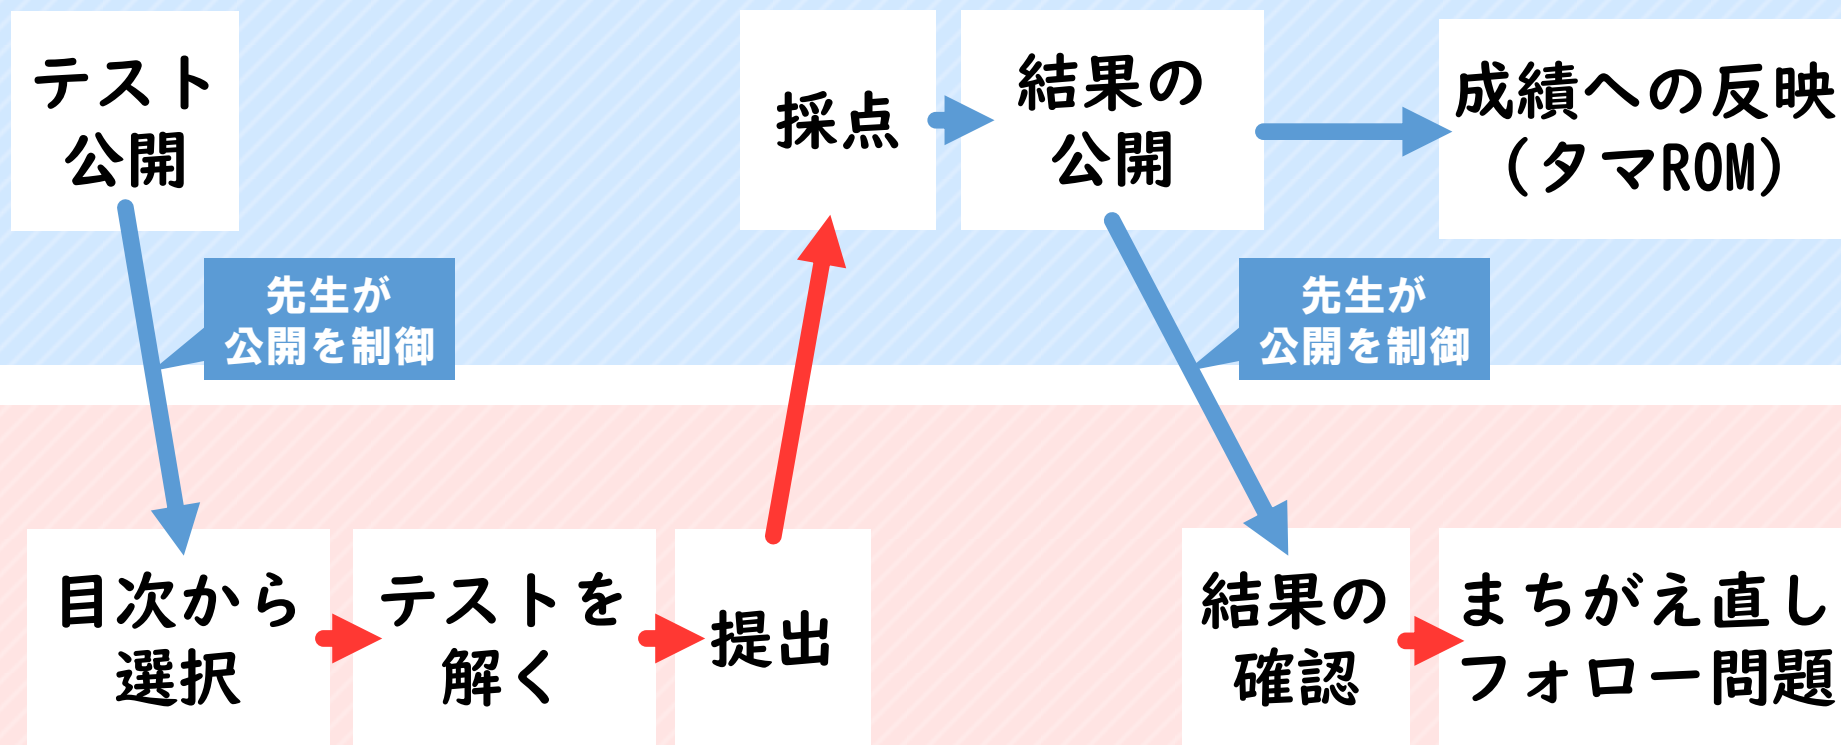 テスト
公開
採点
結果の
公開
成績への反映
（タマROM）
先生が
公開を制御
先生が
公開を制御
目次から
選択
テストを
解く
提出
結果の
確認
まちがえ直し
フォロー問題